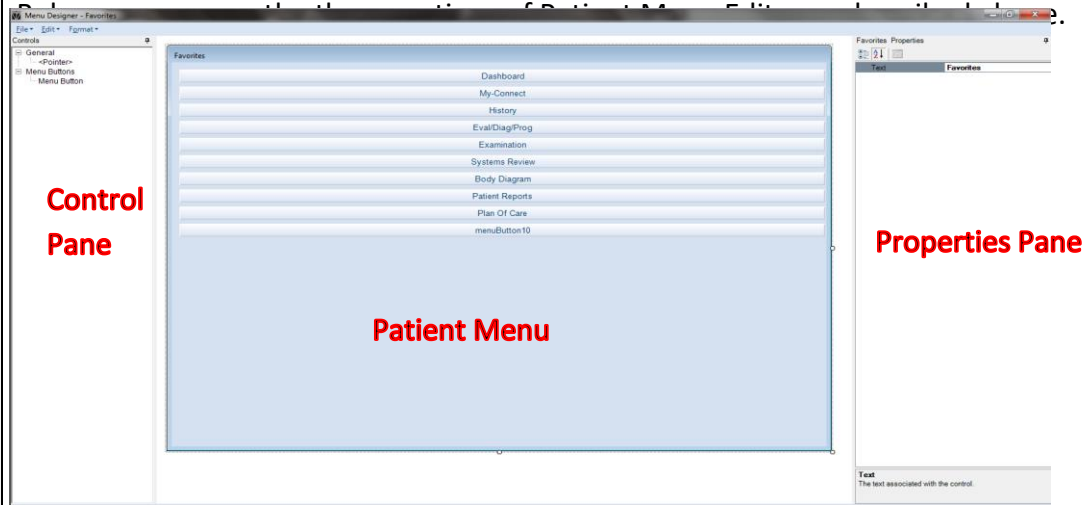 Menu Designer - Favorites
File Edit Format
Controls
General
<Pointer>
Menu Buttons
Menu Button
Favorites
Dashboard
My-Connect
History
Eval/Diag/Prog
Examination
Systems Review
Body Diagram
Patient Reports
Plan Of Care
menuButton10
Control
Pane
Patient Menu
Favorites Properties
Text Favorites
Properties Pane
Text
The text associated with the control.